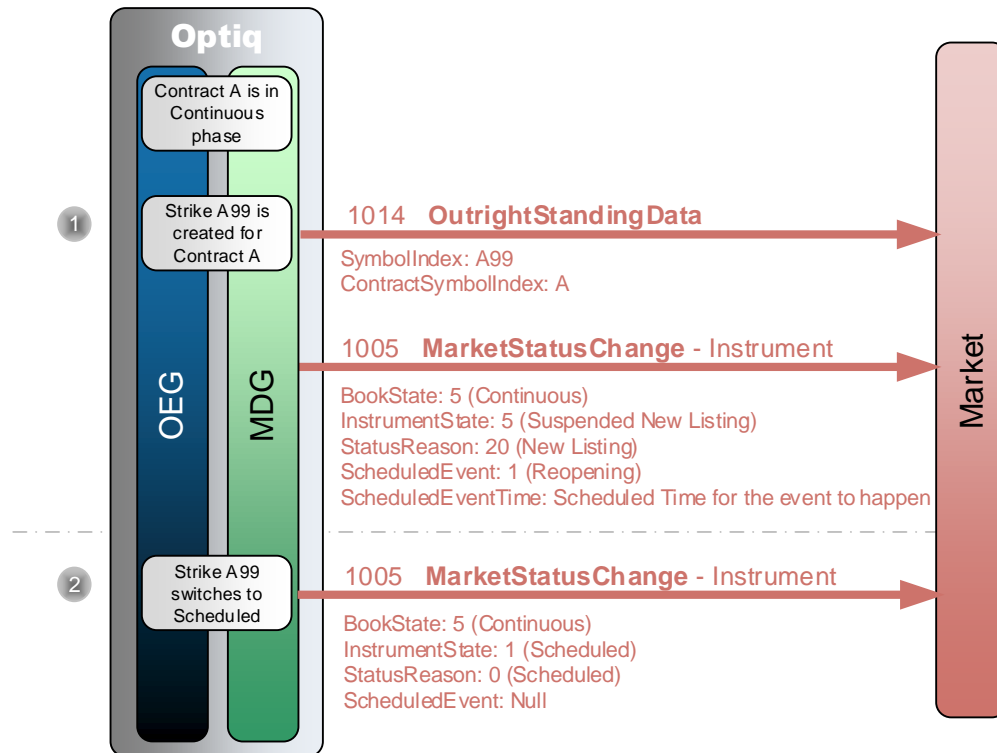 Optiq
Contract A is in
Continuous
phase
1
Strike A99 is
created for
Contract A
1014 OutrightStandingData
SymbolIndex: A99
ContractSymbolIndex: A
1005 MarketStatusChange - Instrument
BookState: 5 (Continuous)
InstrumentState: 5 (Suspended New Listing)
StatusReason: 20 (New Listing)
ScheduledEvent: 1 (Reopening)
ScheduledEventTime: Scheduled Time for the event to happen
OEG
MDG
Market
2
Strike A99
switches to
Scheduled
1005 MarketStatusChange - Instrument
BookState: 5 (Continuous)
InstrumentState: 1 (Scheduled)
StatusReason: 0 (Scheduled)
ScheduledEvent: Null